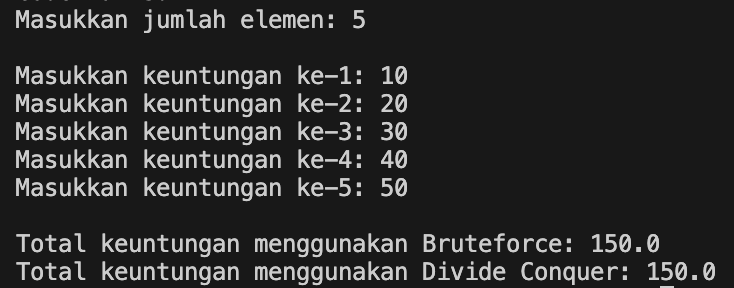 Masukkan jumlah elemen: 5
Masukkan keuntungan ke-1: 10
Masukkan keuntungan ke-2: 20
Masukkan keuntungan ke-3: 30
Masukkan keuntungan ke-4: 40
Masukkan keuntungan ke-5: 50
Total keuntungan menggunakan Bruteforce: 150.0
Total keuntungan menggunakan Divide Conquer: 150.0